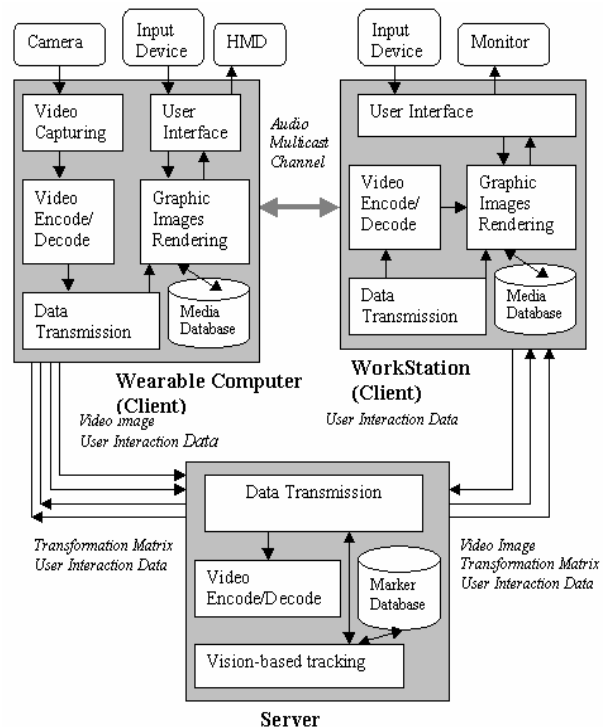 Camera
Input
Device
HMD
Input
Device
Monitor
Video
Capturing
User
Interface
User Interface
Audio
Multicast
Channel
Video
Encode/
Decode
Graphic
Images
Rendering
Video
Encode/
Decode
Graphic
Images
Rendering
Data
Transmission
Media
Database
Data
Transmission
Media
Database
Wearable Computer
(Client)
WorkStation
(Client)
Video Image
User Interaction Data
User Interaction Data
Data Transmission
Transformation Matrix
User Interaction Data
Video
Encode/Decode
Marker
Database
Video Image
Transformation Matrix
User Interaction Data
Vision-based tracking
Server